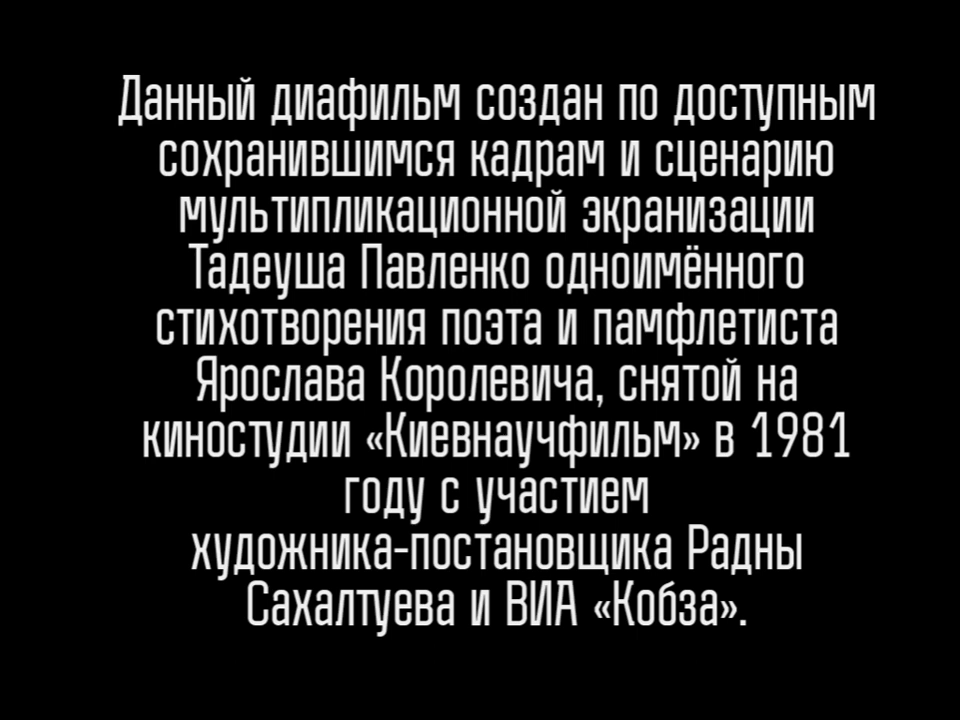 Данный диафильм создан по доступным
сохранившимся кадрам и сценарию
мультипликационной экранизации
Тадеуша Павленко одноимённого
стихотворения поэта и памфлетиста
Ярослава Королевича, снятой на
киностудии «Киевнаучфильм» в 1981
году с участием
художника-постановщика Радны
Сахалтуева и ВИА «Кобза».